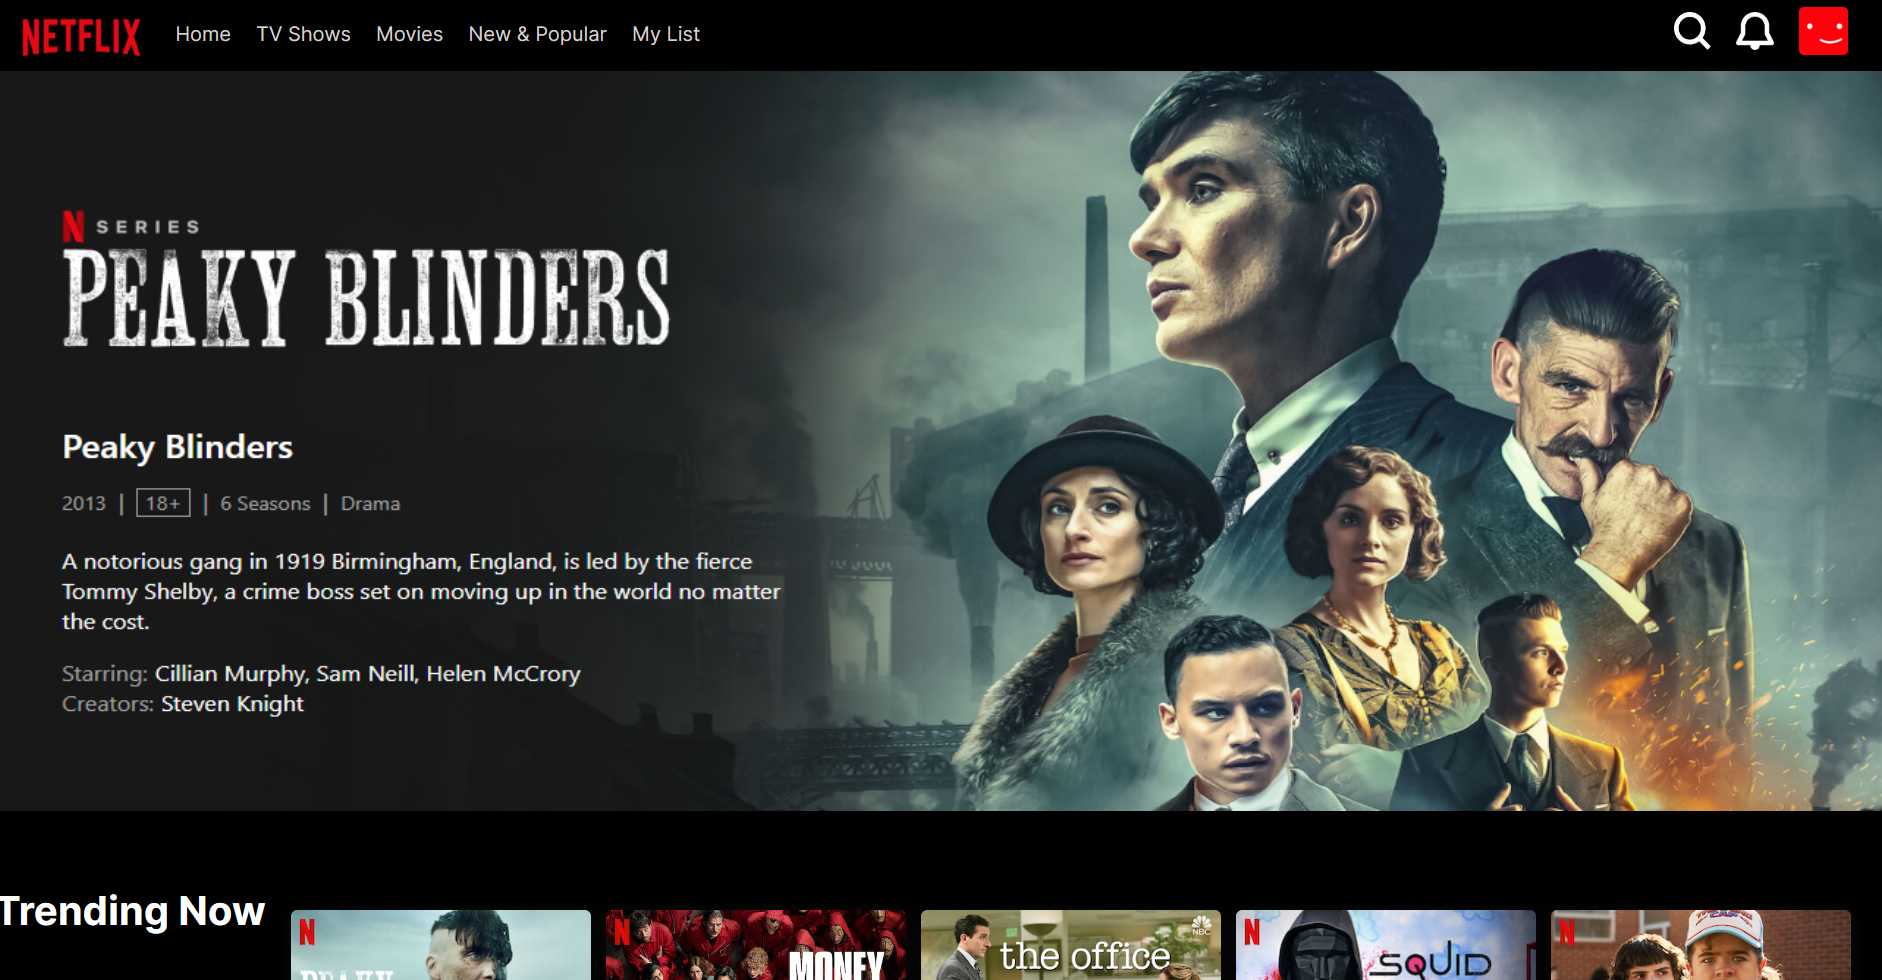 NETFLIX Home TV Shows Movies New & Popular My List
N SERIES
PEAKY BLINDERS
Peaky Blinders
2013 | 18+ | 6 Seasons | Drama
A notorious gang in 1919 Birmingham, England, is led by the fierce
Tommy Shelby, a crime boss set on moving up in the world no matter
the cost.
Starring: Cillian Murphy, Sam Neill, Helen McCrory
Creators: Steven Knight
Trending Now
N
PEAKY
N
MONEY
NBC
the office
N
SQUID
N